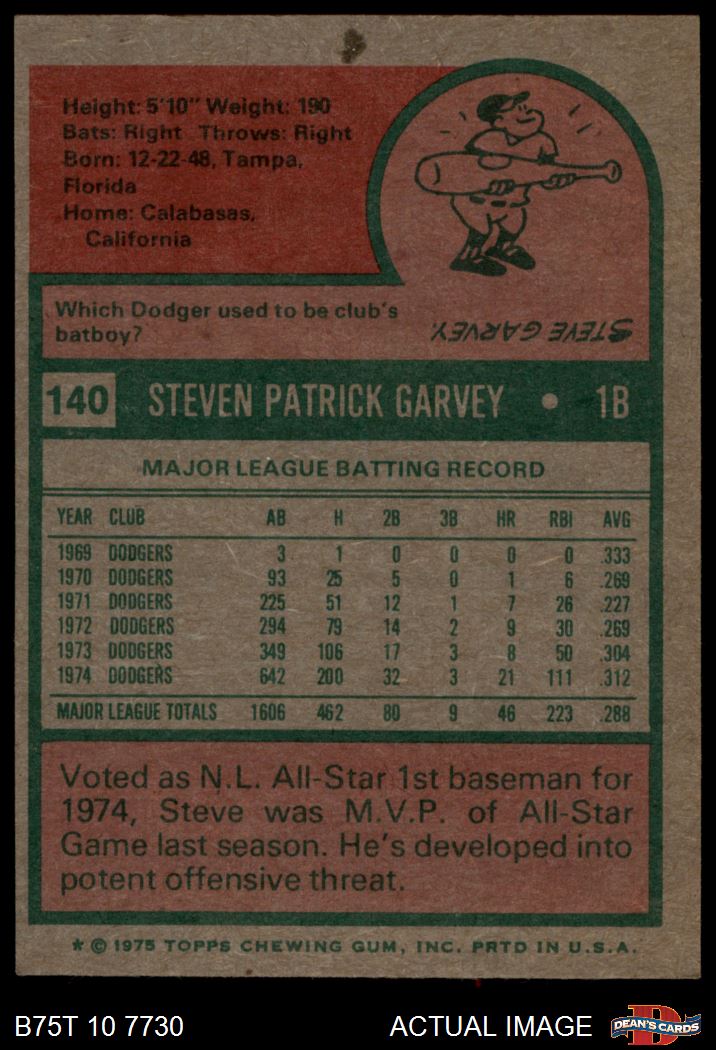 Height: 5'10" Weight: 190
Bats: Right Throws: Right
Born: 12-22-48, Tampa,
Florida
Home: Calabasas,
California
Which Dodger used to be club's
batboy?
STEVE GARVEY.
140 STEVEN PATRICK GARVEY • 1B
MAJOR LEAGUE BATTING RECORD
YEAR CLUB AB H 2B 3B HR RBI AVG
1969 DODGERS 3 1 0 0 0 0 .333
1970 DODGERS 93 25 5 0 1 6 .269
1971 DODGERS 225 51 12 1 7 26 .227
1972 DODGERS 294 79 14 2 9 30 .269
1973 DODGERS 349 106 17 3 8 50 .304
1974 DODGERS 642 200 32 3 21 111 .312
MAJOR LEAGUE TOTALS 1606 462 80 9 46 223 .288
Voted as N.L. All-Star 1st baseman for
1974, Steve was M.V.P. of All-Star
Game last season. He's developed into
potent offensive threat.
* © 1975 TOPPS CHEWING GUM, INC. PRTD IN U.S.A.
B75T 10 7730 ACTUAL IMAGE D DEAN'S CARDS